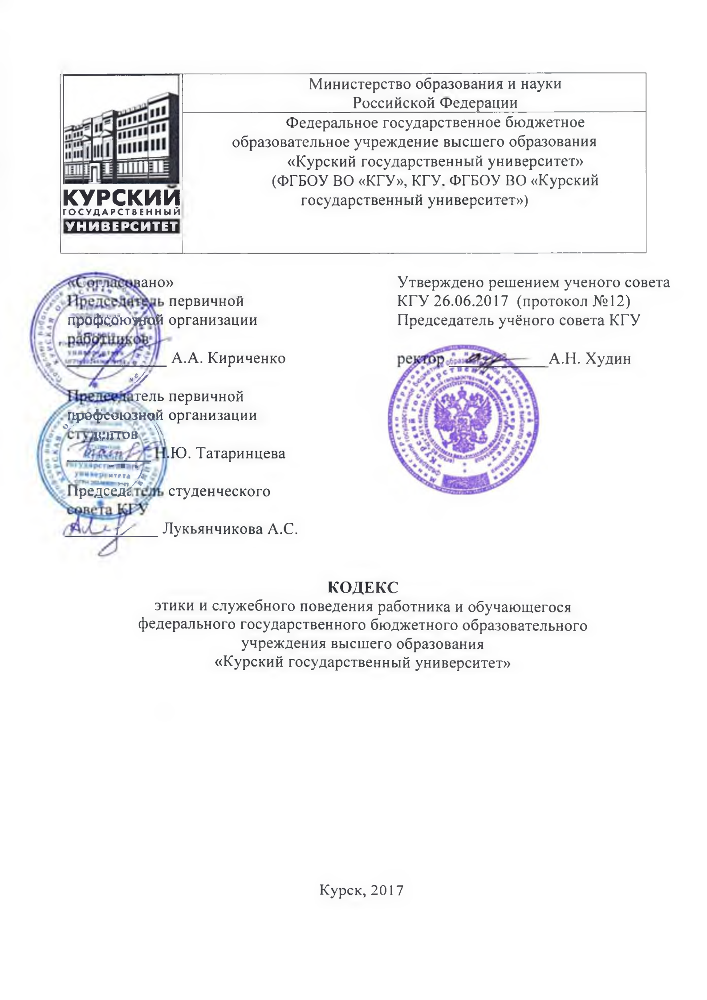 КУРСКИЙ
ГОСУДАРСТВЕННЫЙ
УНИВЕРСИТЕТ
Министерство образования и науки
Российской Федерации
Федеральное государственное бюджетное
образовательное учреждение высшего образования
«Курский государственный университет»
(ФГБОУ ВО «КГУ», КГУ. ФГБОУ ВО «Курский
государственный университет»)
«Согласовано»
Председатель первичной
профсоюзной организации
работников
А.А. Кириченко
Председатель первичной
профсоюзной организации
студентов
Н.Ю. Татаринцева
Председатель студенческого
совета КГУ
Лукьянчикова А.С.
Утверждено решением ученого совета
КГУ 26.06.2017 (протокол №12)
Председатель учёного совета КГУ
ректор А.Н. Худин
КОДЕКС
этики и служебного поведения работника и обучающегося
федерального государственного бюджетного образовательного
учреждения высшего образования
«Курский государственный университет»
Курск, 2017